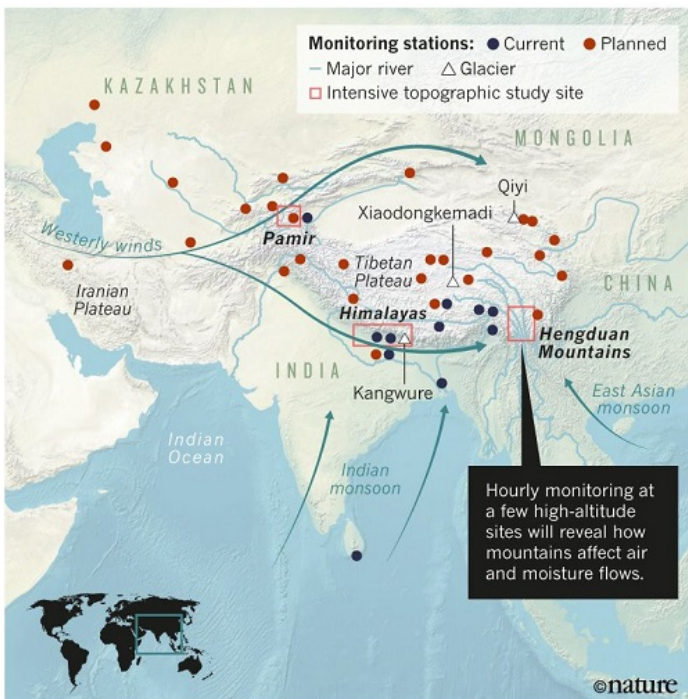 Monitoring stations: Current Planned
Major river Glacier
Intensive topographic study site
KAZAKHSTAN
MONGOLIA
Qiyi
Xiaodongkemadi
Westerly winds
Pamir
Tibetan
Plateau
CHINA
Iranian
Plateau
Himalayas
Hengduan
Mountains
INDIA
Kangwure
East Asian
monsoon
Indian
Ocean
Indian
monsoon
Hourly monitoring at
a few high-altitude
sites will reveal how
mountains affect air
and moisture flows.
©nature